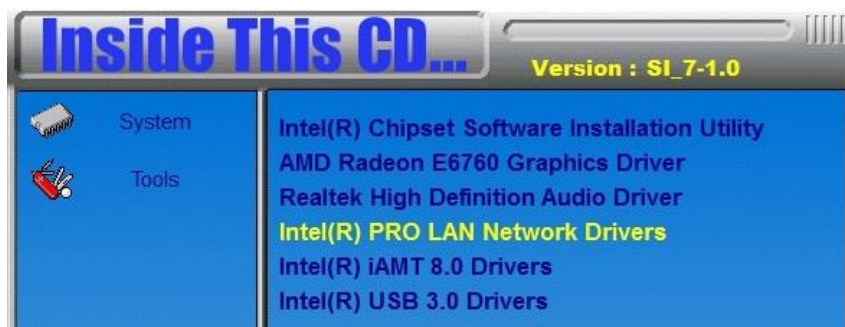 Inside This CD...
Version : SI_7-1.0
System
Tools
Intel(R) Chipset Software Installation Utility
AMD Radeon E6760 Graphics Driver
Realtek High Definition Audio Driver
Intel(R) PRO LAN Network Drivers
Intel(R) iAMT 8.0 Drivers
Intel(R) USB 3.0 Drivers